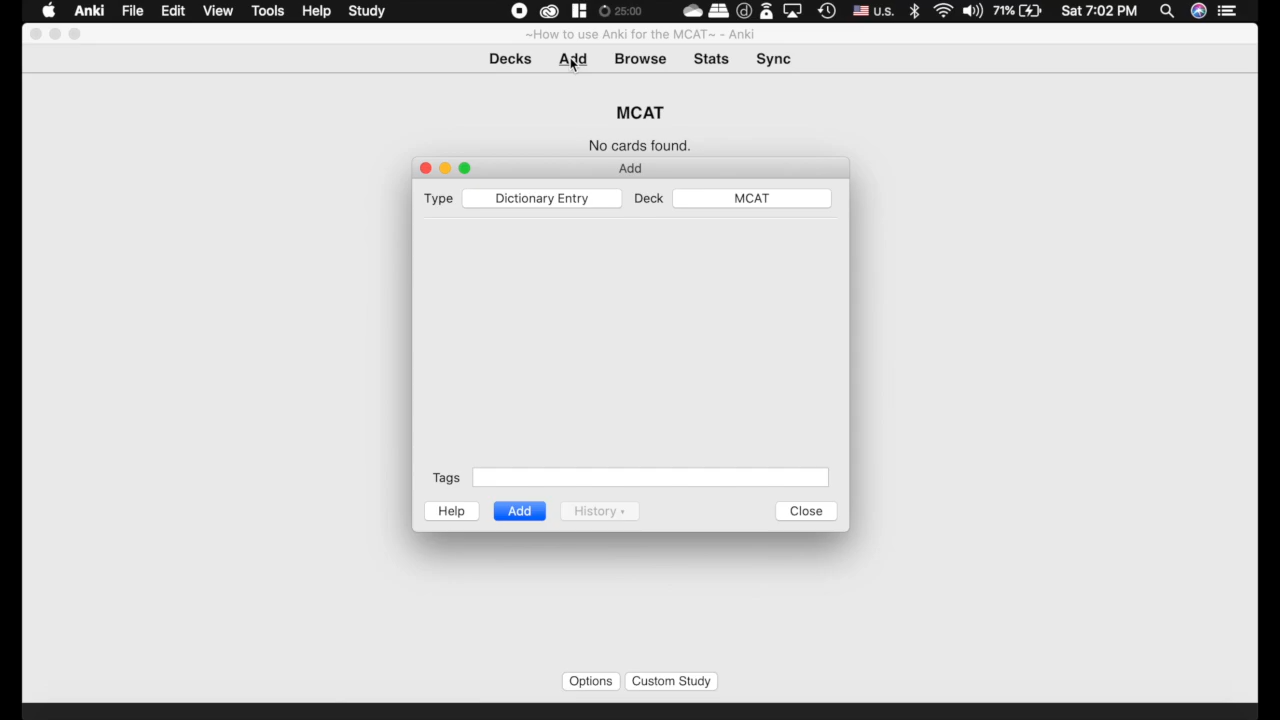 Anki File Edit View Tools Help Study 25:00 U.S. 71% Sat 7:02 PM
~How to use Anki for the MCAT~ - Anki
Decks Add Browse Stats Sync
MCAT
No cards found.
Add
Type Dictionary Entry Deck MCAT
Tags
Help Add History Close
Options Custom Study